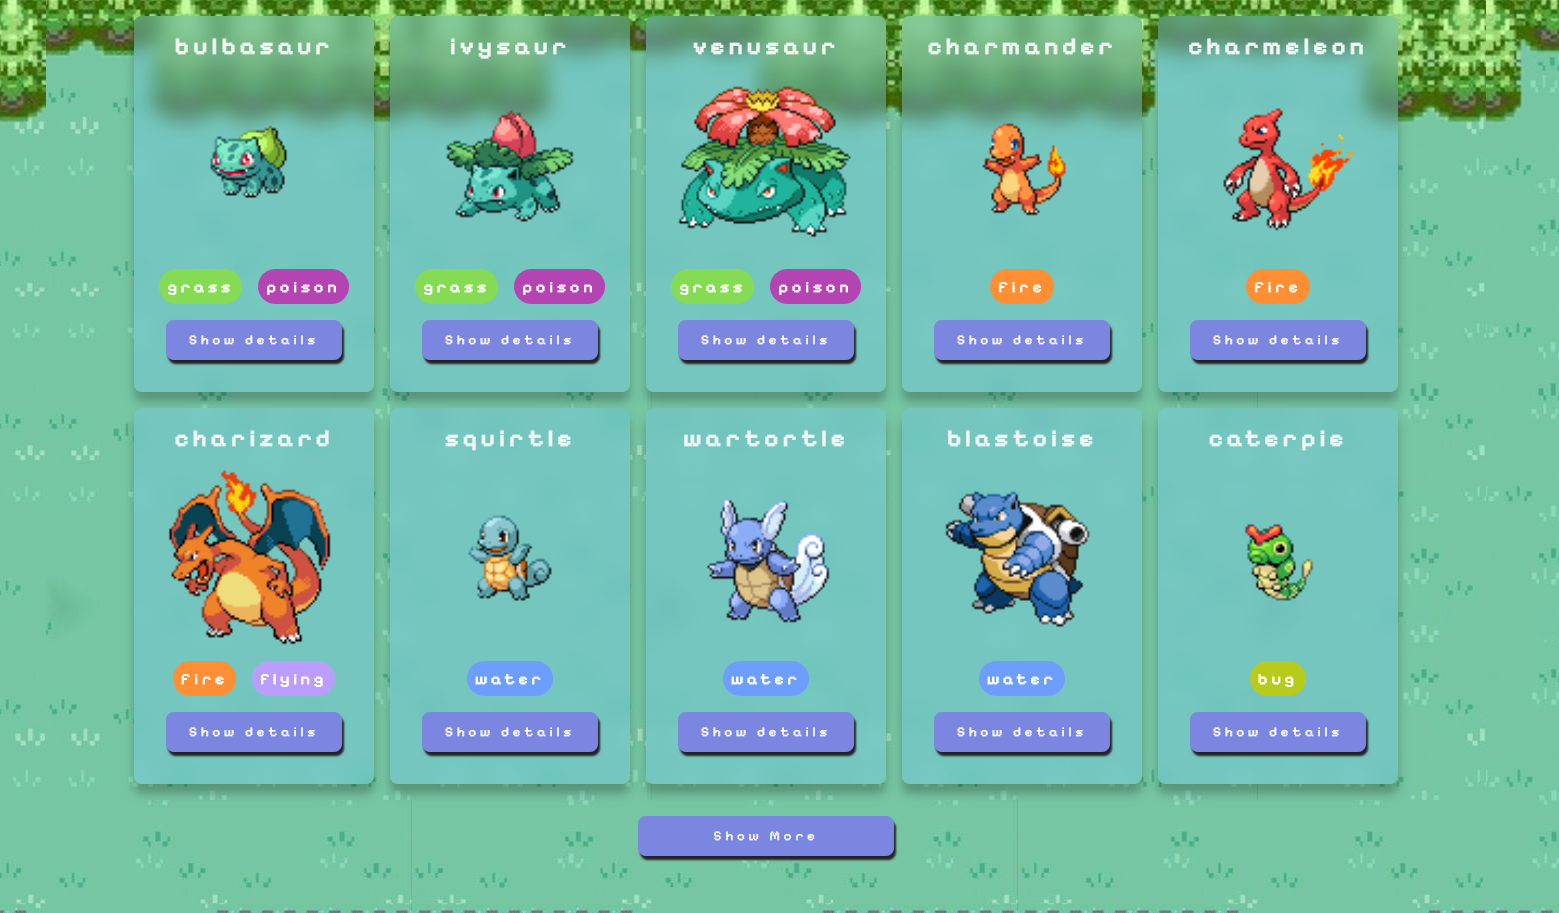 bulbasaur
ivysaur
venusaur
charmander
charmeleon
grass poison
grass poison
grass poison
fire
fire
Show details
Show details
Show details
Show details
Show details
charizard
squirtle
wartortle
blastoise
caterpie
fire flying
water
water
water
bug
Show details
Show details
Show details
Show details
Show details
Show More